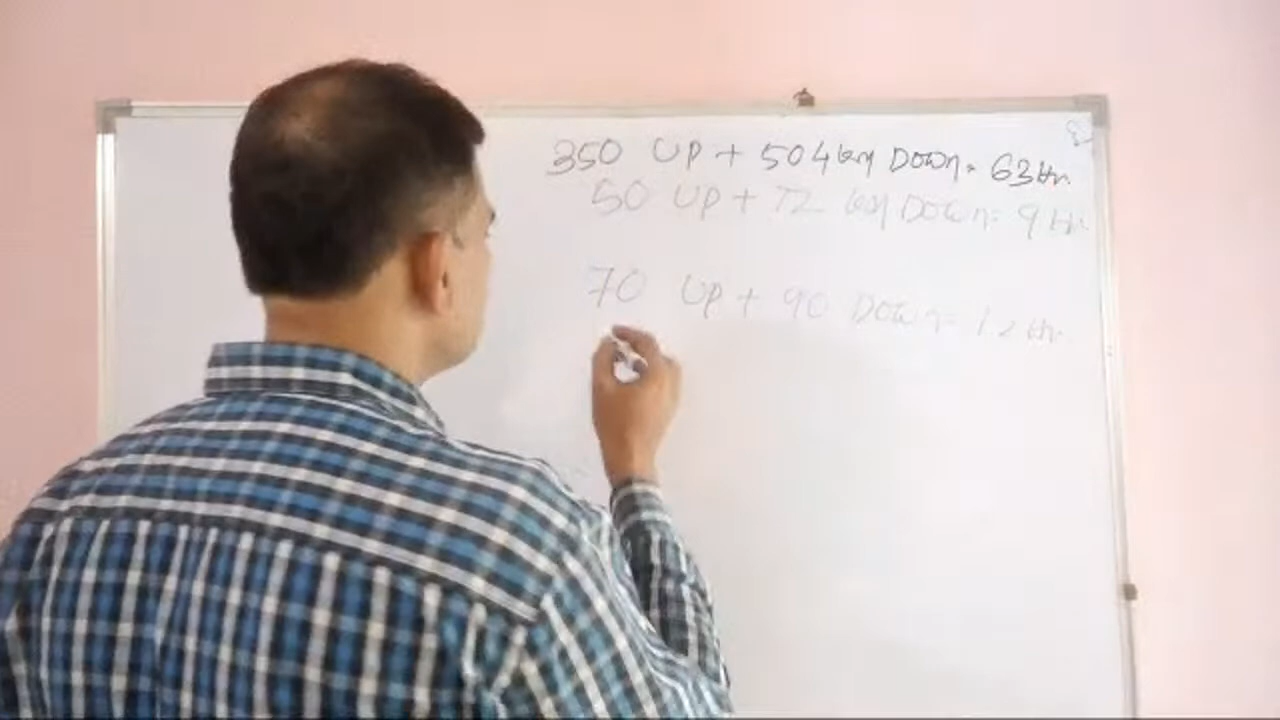 350 UP + 504 km Down = 63 Hr.
50 UP + 72 km Down = 9 Hr
70 UP + 90 Down = 12 Hr.